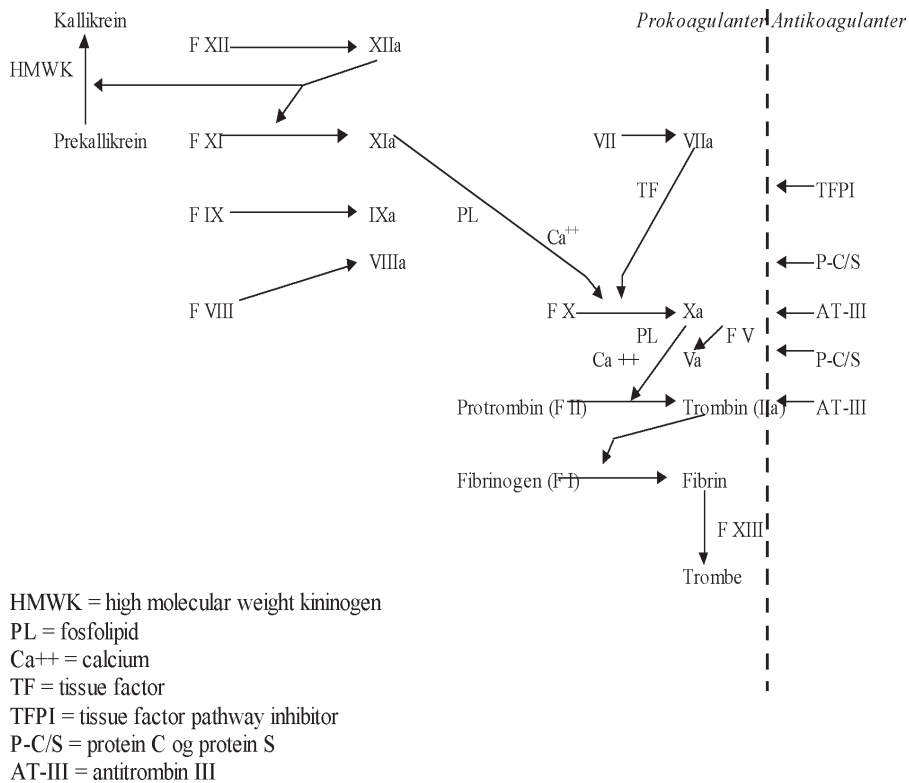 Kallikrein
Prokoagulanter Antikoagulanter
F XII XIIa
HMWK
Prekallikrein F XI XIa VII VIIa
TF TFPI
F IX IXa PL
Ca++
VIIIa P-C/S
F VIII F X Xa AT-III
PL F V
Ca ++ Va P-C/S
Protrombin (F II) Trombin (IIa) AT-III
Fibrinogen (F I) Fibrin
F XIII
Trombe
HMWK = high molecular weight kininogen
PL = fosfolipid
Ca++ = calcium
TF = tissue factor
TFPI = tissue factor pathway inhibitor
P-C/S = protein C og protein S
AT-III = antitrombin III